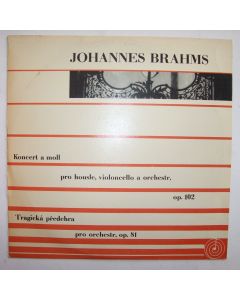 JOHANNES BRAHMS
Koncert a moll
pro housle, violoncello a orchestr,
op. 102
Tragická předehra
pro orchestr, op. 81